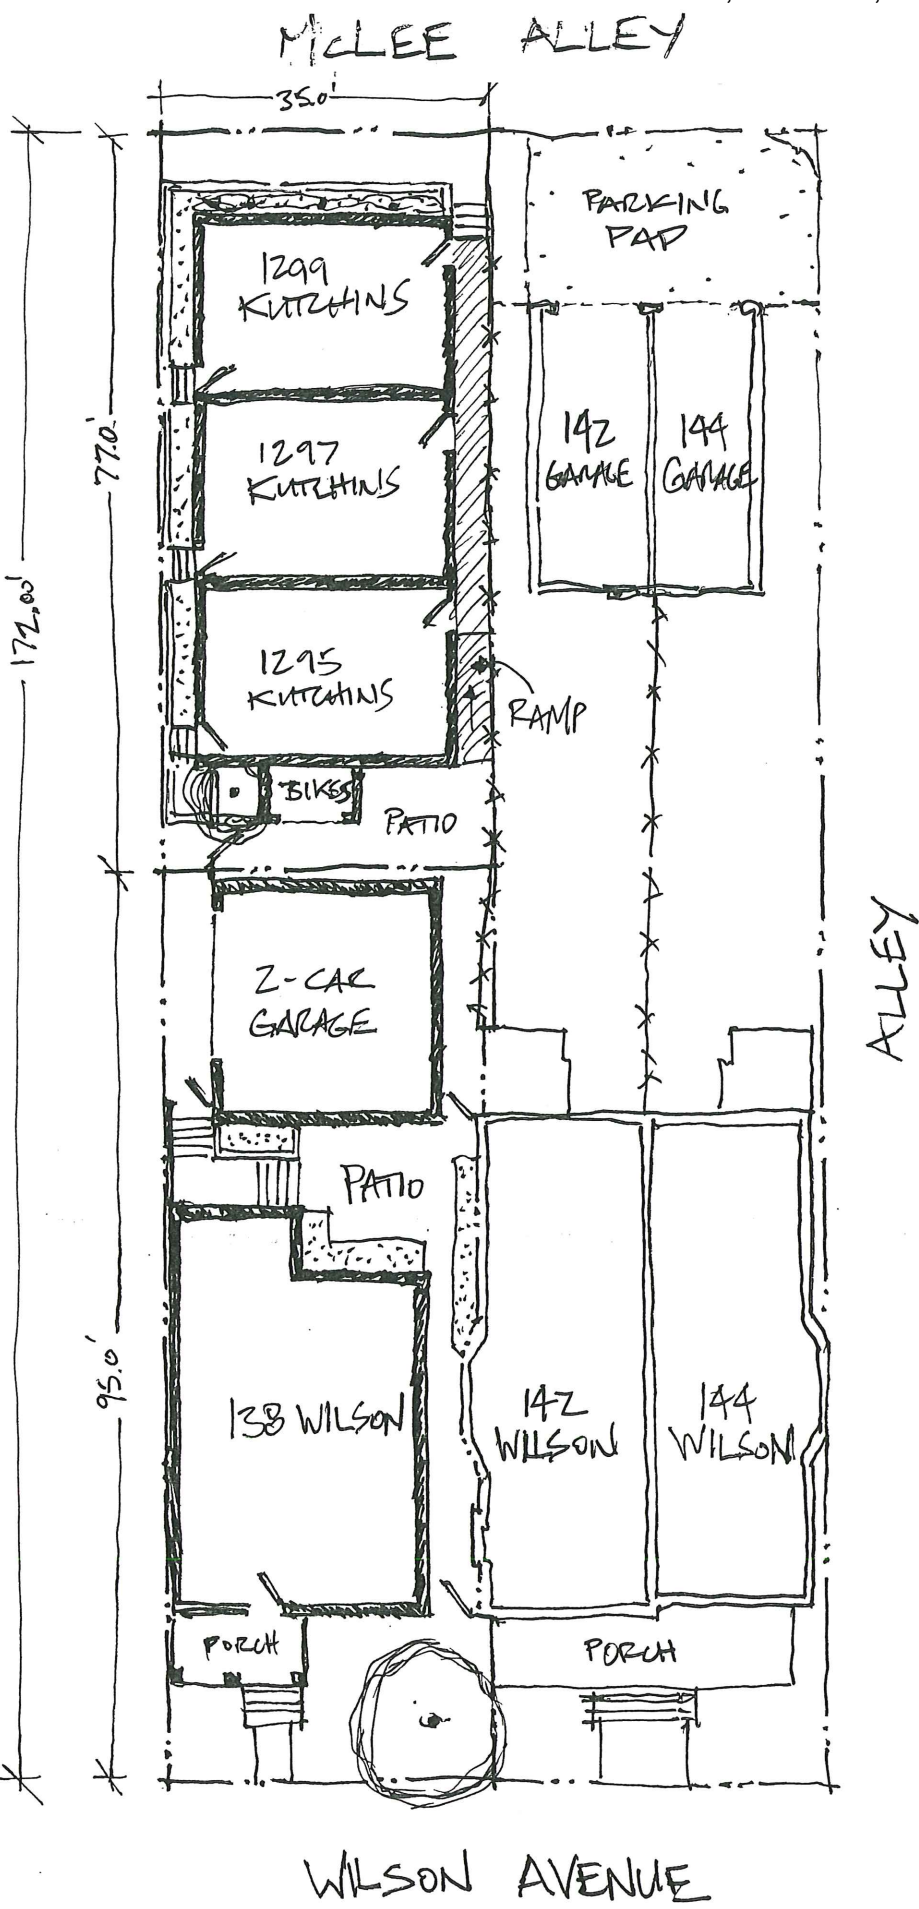 McLEE ALLEY
35.0'
PARKING
PAD
1299
KUTCHINS
77.0'
142
GARAGE
144
GARAGE
1297
KUTCHINS
172.00'
1295
KUTCHINS
RAMP
BIKES
PATIO
ALLEY
2-CAR
GARAGE
PATIO
95.0'
138 WILSON
142
WILSON
144
WILSON
PORCH
PORCH
WILSON AVENUE